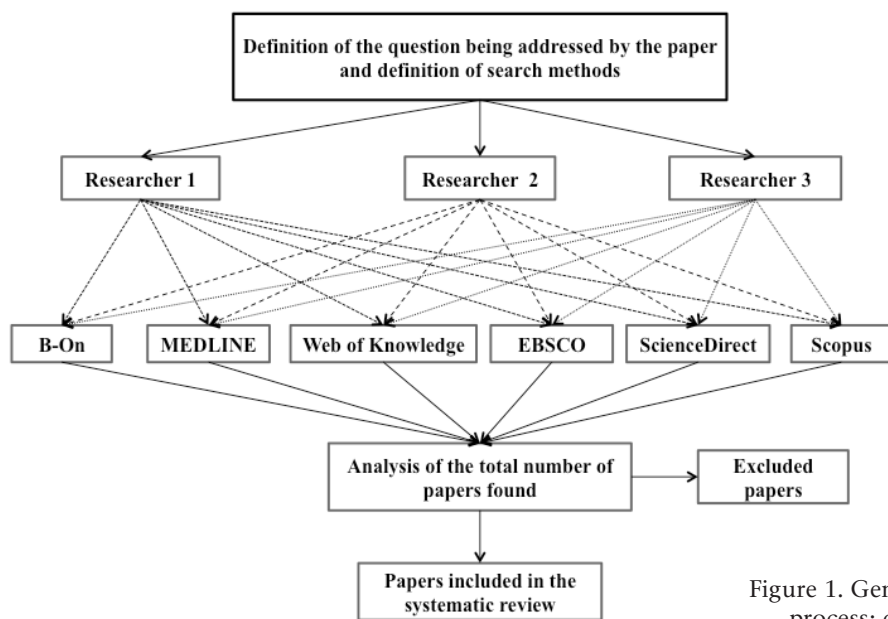 Definition of the question being addressed by the paper
and definition of search methods
Researcher 1
Researcher 2
Researcher 3
B-On
MEDLINE
Web of Knowledge
EBSCO
ScienceDirect
Scopus
Analysis of the total number of
papers found
Excluded
papers
Papers included in the
systematic review
Figure 1. Gen
process: